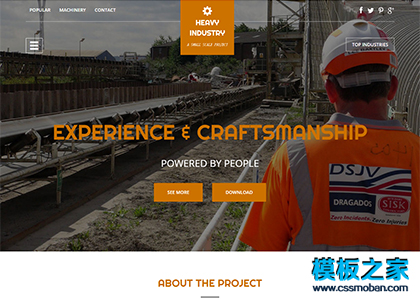 POPULAR MACHINERY CONTACT
HEAVY
INDUSTRY
A SINGLE SCALE PROJECT
TOP INDUSTRIES
EXPERIENCE & CRAFTSMANSHIP
POWERED BY PEOPLE
SEE MORE DOWNLOAD
DSJV
DRAGADOS SISK
Zero Incidents, Zero Injuries
ABOUT THE PROJECT
模板之家
www.cssmoban.com